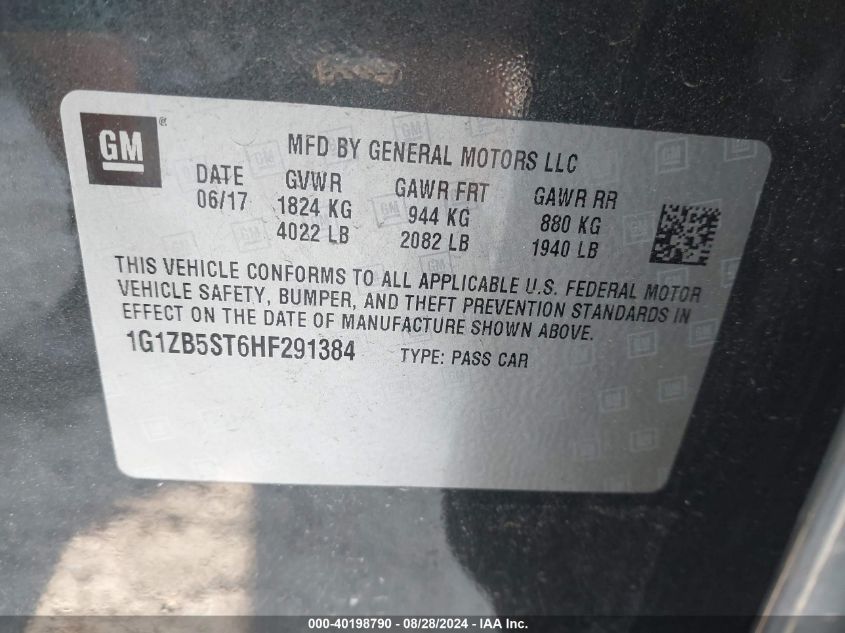 GM ®
MFD BY GENERAL MOTORS LLC
DATE GVWR GAWR FRT GAWR RR
06/17 1824 KG 944 KG 880 KG
4022 LB 2082 LB 1940 LB
THIS VEHICLE CONFORMS TO ALL APPLICABLE U.S. FEDERAL MOTOR
VEHICLE SAFETY, BUMPER, AND THEFT PREVENTION STANDARDS IN
EFFECT ON THE DATE OF MANUFACTURE SHOWN ABOVE.
1G1ZB5ST6HF291384 TYPE: PASS CAR
000-40198790 - 08/28/2024 - IAAI.com